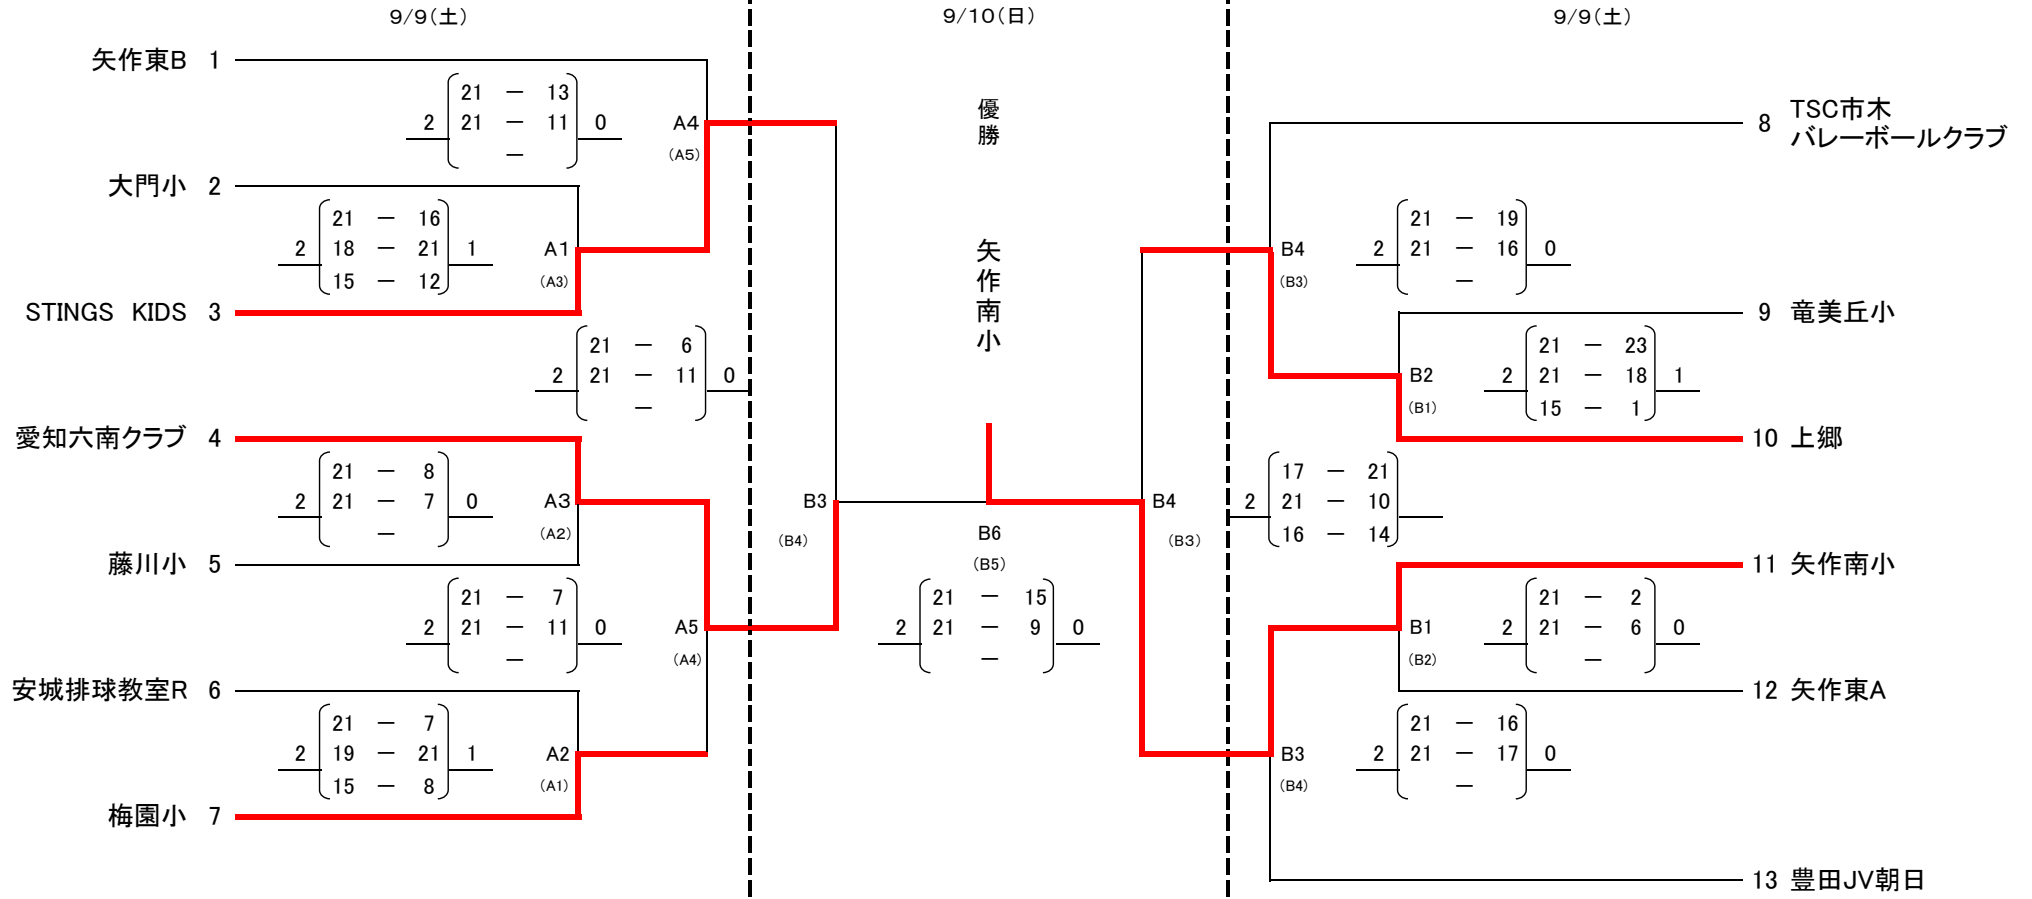 9/9(土)
9/10(日)
9/9(土)
矢作東B 1
21 － 13
2 21 － 11 0
－
A4
(A5)
大門小 2
21 － 16
2 18 － 21 1
15 － 12
A1
(A3)
STINGS　KIDS 3
21 － 6
2 21 － 11 0
－
愛知六南クラブ 4
21 － 8
2 21 － 7 0
－
A3
(A2)
藤川小 5
21 － 7
2 21 － 11 0
－
A5
(A4)
安城排球教室R 6
21 － 7
2 19 － 21 1
15 － 8
A2
(A1)
梅園小 7
優勝
矢作南小
B3
(B4)
B6
(B5)
21 － 15
2 21 － 9 0
－
B4
(B3)
8 TSC市木
バレーボールクラブ
B4
(B3)
21 － 19
2 21 － 16 0
－
9 竜美丘小
B2
(B1)
21 － 23
2 21 － 18 1
15 － 1
10 上郷
17 － 21
2 21 － 10
16 － 14
11 矢作南小
B1
(B2)
21 － 2
2 21 － 6 0
－
12 矢作東A
B3
(B4)
21 － 16
2 21 － 17 0
－
13 豊田JV朝日